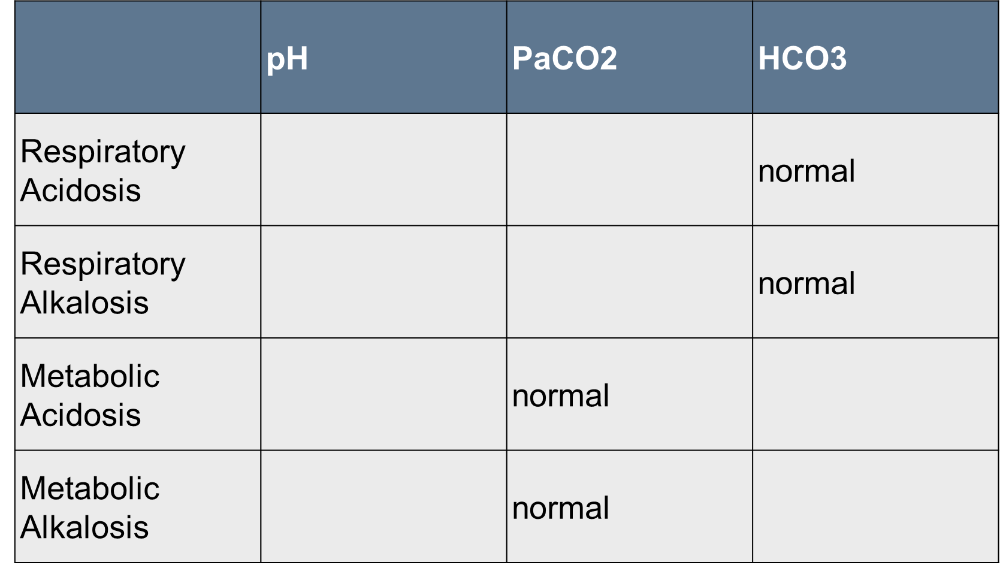 pH PaCO2 HCO3
Respiratory
Acidosis
normal
Respiratory
Alkalosis
normal
Metabolic
Acidosis
normal
Metabolic
Alkalosis
normal